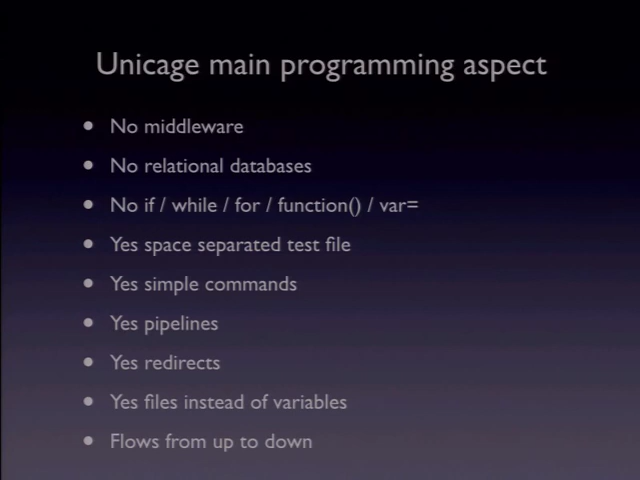 Unicage main programming aspect
• No middleware
• No relational databases
• No if / while / for / function() / var=
• Yes space separated test file
• Yes simple commands
• Yes pipelines
• Yes redirects
• Yes files instead of variables
• Flows from up to down